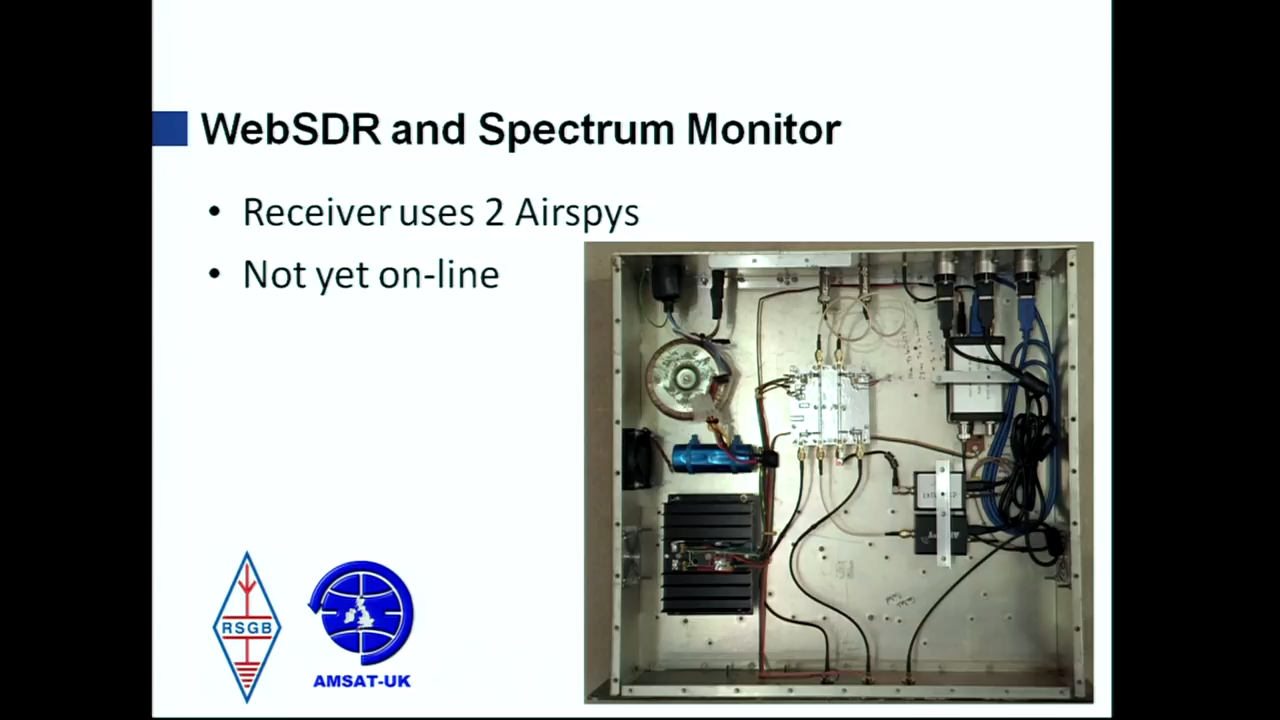 WebSDR and Spectrum Monitor
• Receiver uses 2 Airspys
• Not yet on-line
RSGB
AMSAT-UK